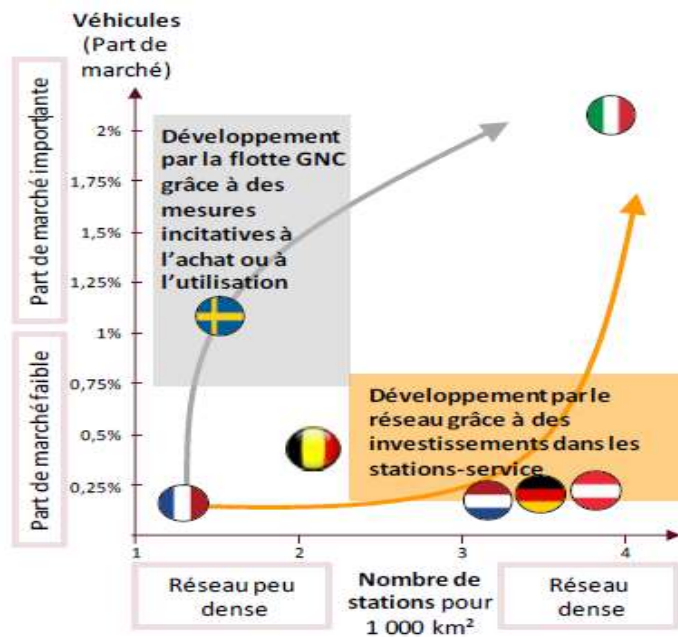 Véhicules
(Part de
marché)
Part de marché importante
Part de marché faible
2%
1,75%
1,5%
1,25%
1%
0,75%
0,5%
0,25%
Développement
par la flotte GNC
grâce à des
mesures
incitatives à
l'achat ou à
l'utilisation
Développement par le
réseau grâce à des
investissements dans les
stations-service
1
2
3
4
Réseau peu
dense
Nombre de
stations pour
1 000 km²
Réseau
dense